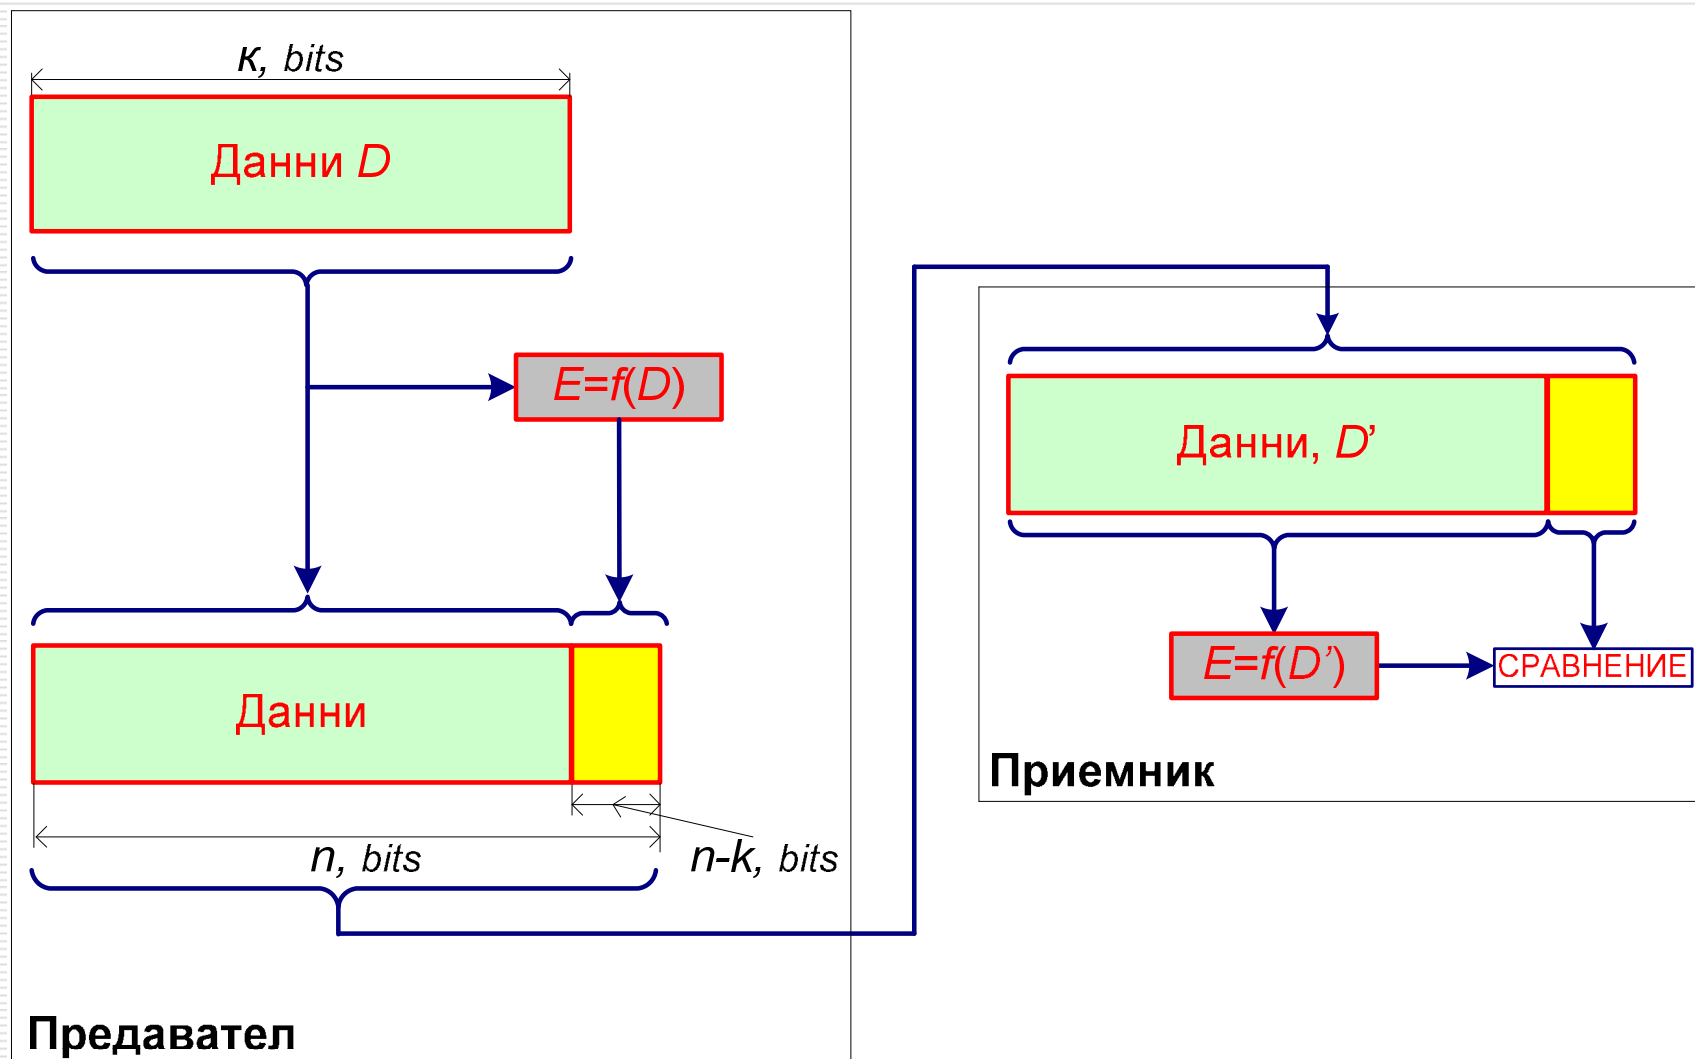 к, bits
Данни D
E=f(D)
Данни
n, bits
n-k, bits
Предавател
Данни, D’
E=f(D’)
СРАВНЕНИЕ
Приемник